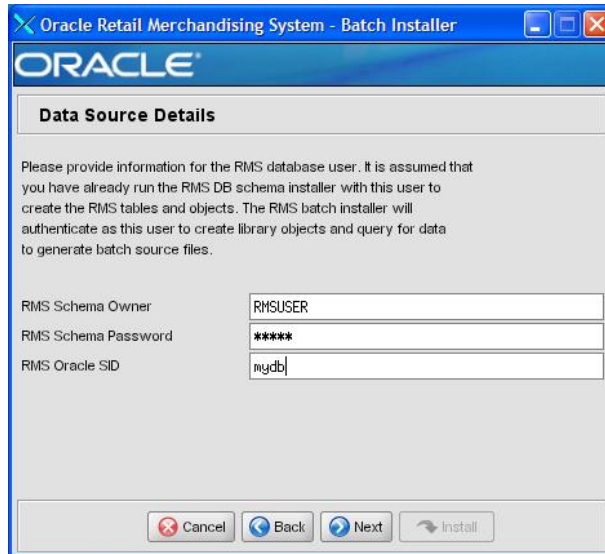 Oracle Retail Merchandising System - Batch Installer
ORACLE®
Data Source Details
Please provide information for the RMS database user. It is assumed that
you have already run the RMS DB schema installer with this user to
create the RMS tables and objects. The RMS batch installer will
authenticate as this user to create library objects and query for data
to generate batch source files.
RMS Schema Owner RMSUSER
RMS Schema Password *****
RMS Oracle SID mydb
Cancel Back Next Install